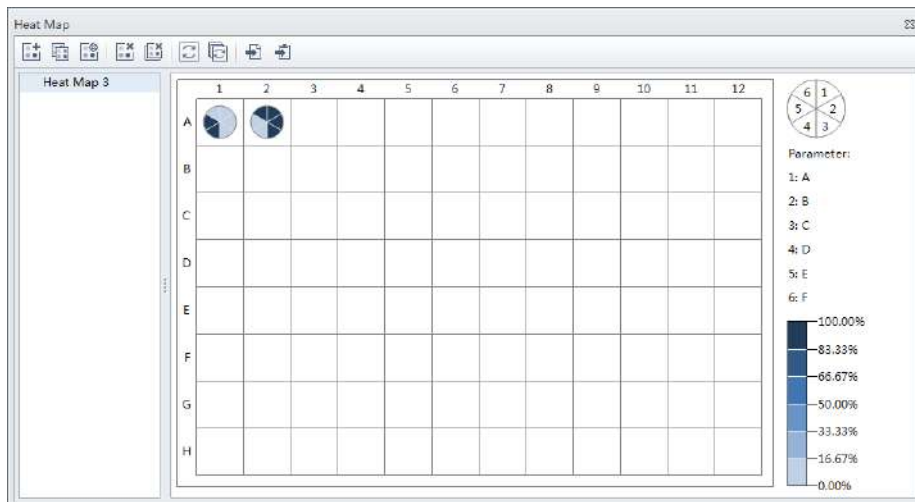 Heat Map
Heat Map 3
1 2 3 4 5 6 7 8 9 10 11 12
A
B
C
D
E
F
G
H
6 1
5 2
4 3
Parameter:
1: A
2: B
3: C
4: D
5: E
6: F
100.00%
83.33%
66.67%
50.00%
33.33%
16.67%
0.00%